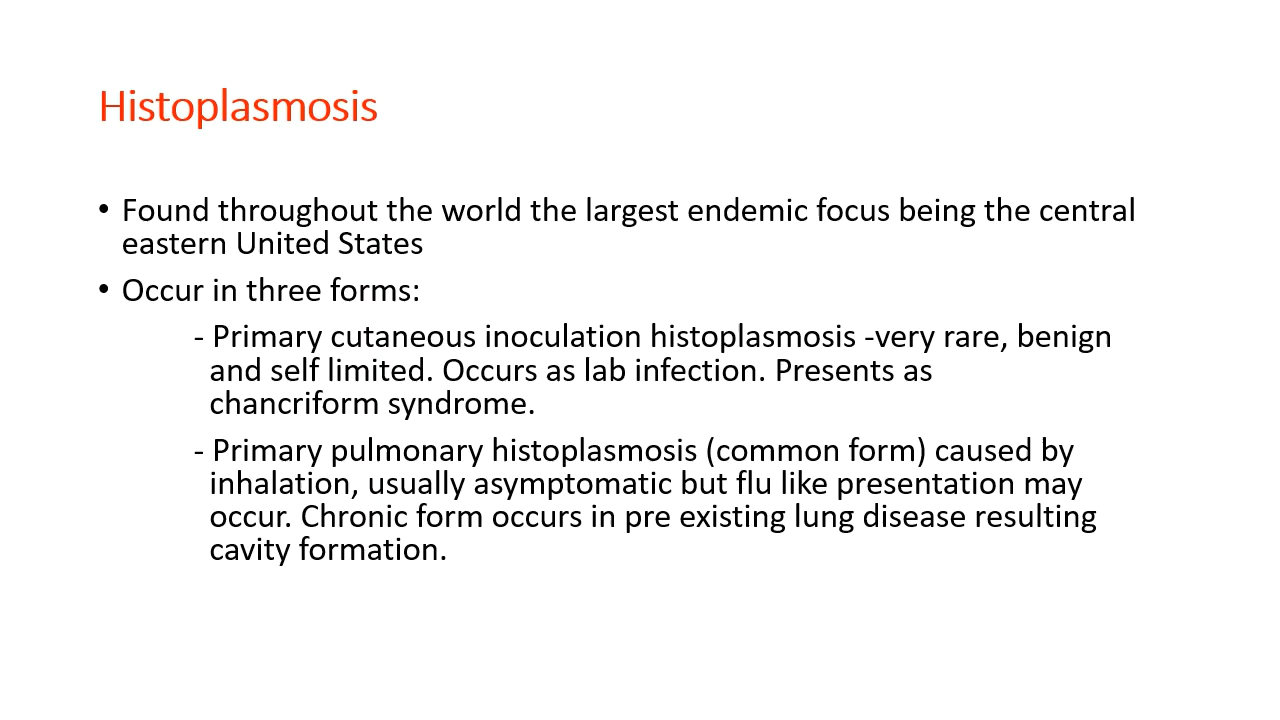 Histoplasmosis
• Found throughout the world the largest endemic focus being the central
eastern United States
• Occur in three forms:
- Primary cutaneous inoculation histoplasmosis -very rare, benign
and self limited. Occurs as lab infection. Presents as
chancriform syndrome.
- Primary pulmonary histoplasmosis (common form) caused by
inhalation, usually asymptomatic but flu like presentation may
occur. Chronic form occurs in pre existing lung disease resulting
cavity formation.